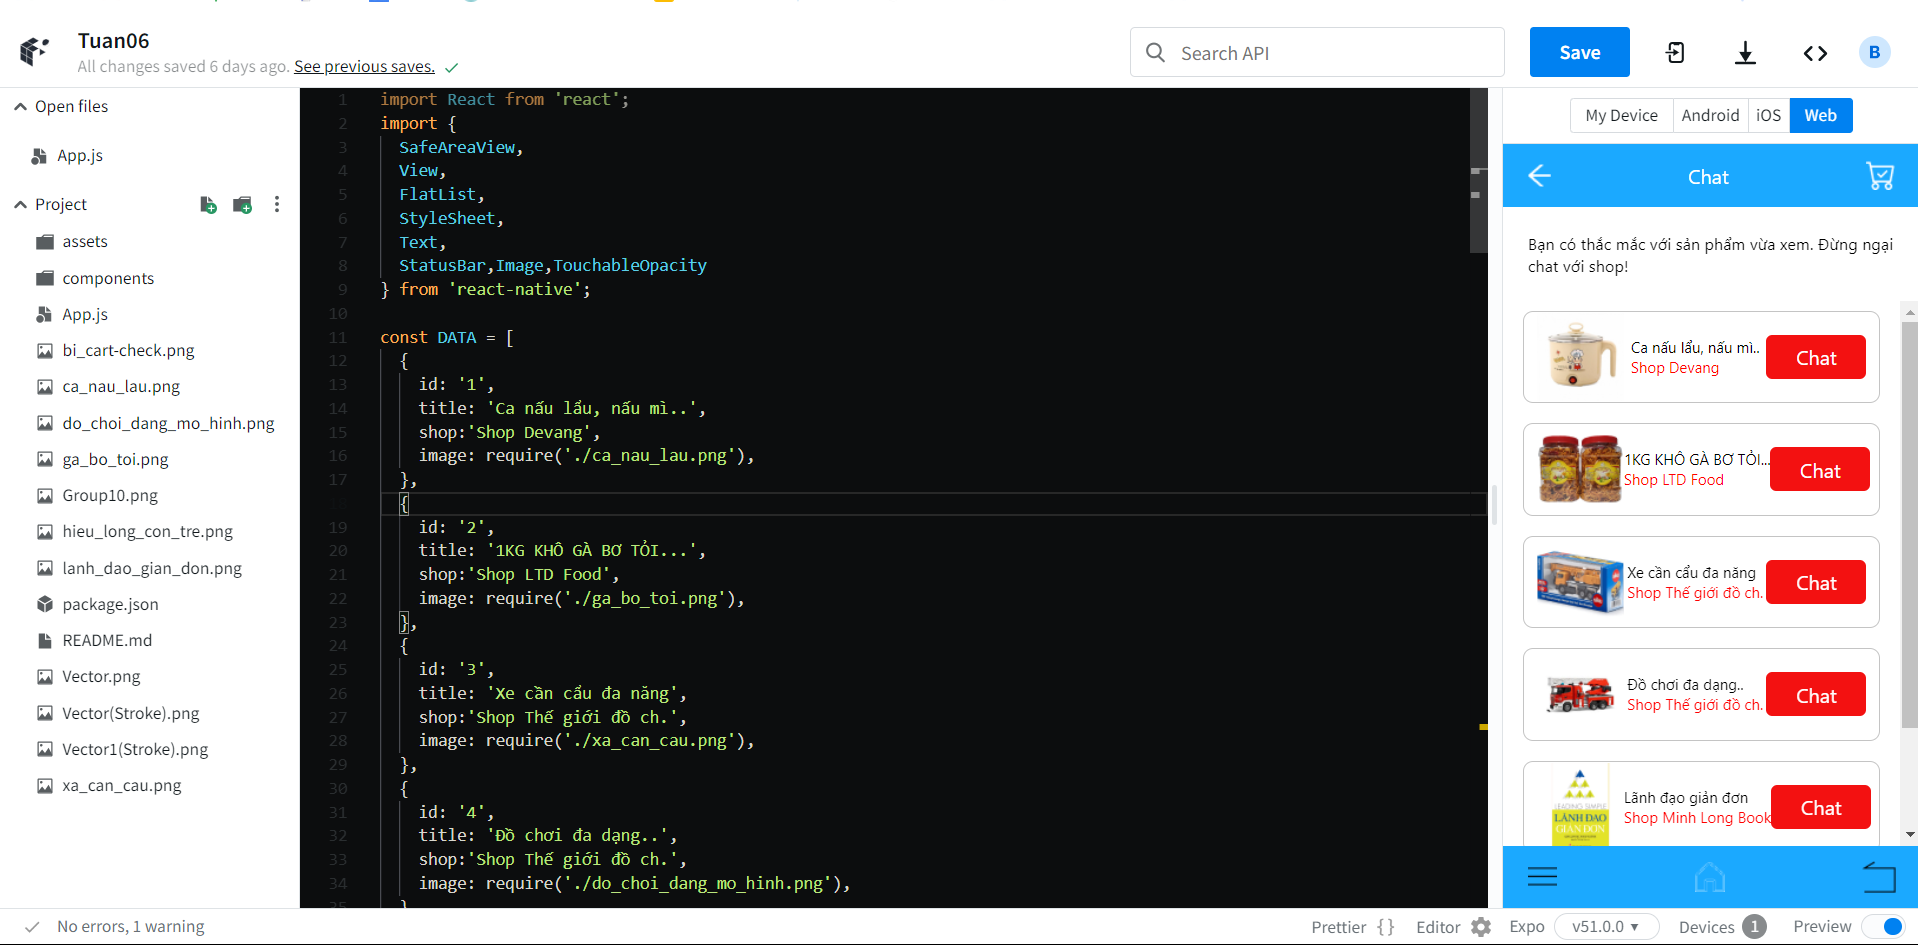 Tuan06
All changes saved 6 days ago. See previous saves.
Search API
Save
B
Open files
App.js
Project
assets
components
App.js
bi_cart-check.png
ca_nau_lau.png
do_choi_dang_mo_hinh.png
ga_bo_toi.png
Group10.png
hieu_long_con_tre.png
lanh_dao_gian_don.png
package.json
README.md
Vector.png
Vector(Stroke).png
Vector1(Stroke).png
xa_can_cau.png
1 import React from 'react';
2 import {
3 SafeAreaView,
4 View,
5 FlatList,
6 StyleSheet,
7 Text,
8 StatusBar,Image,TouchableOpacity
9 } from 'react-native';
10
11 const DATA = [
12 {
13 id: '1',
14 title: 'Ca nấu lẩu, nấu mì..',
15 shop:'Shop Devang',
16 image: require('./ca_nau_lau.png'),
17 },
{
19 id: '2',
20 title: '1KG KHÔ GÀ BƠ TỎI...',
21 shop:'Shop LTD Food',
22 image: require('./ga_bo_toi.png'),
23 },
24 {
25 id: '3',
26 title: 'Xe cần cẩu đa năng',
27 shop:'Shop Thế giới đồ ch.',
28 image: require('./xa_can_cau.png'),
29 },
30 {
31 id: '4',
32 title: 'Đồ chơi đa dạng..',
33 shop:'Shop Thế giới đồ ch.',
34 image: require('./do_choi_dang_mo_hinh.png'),
35 }
My Device Android iOS Web
Chat
Bạn có thắc mắc với sản phẩm vừa xem. Đừng ngại
chat với shop!
Ca nấu lẩu, nấu mì..
Shop Devang
Chat
1KG KHÔ GÀ BƠ TỎI...
Shop LTD Food
Chat
Xe cần cẩu đa năng
Shop Thế giới đồ ch.
Chat
Đồ chơi đa dạng..
Shop Thế giới đồ ch.
Chat
LEADING SIMPLE
LÃNH ĐẠO
GIẢN ĐƠN
Lãnh đạo giản đơn
Shop Minh Long Book
Chat
No errors, 1 warning
Prettier {} Editor Expo v51.0.0 Devices 1 Preview